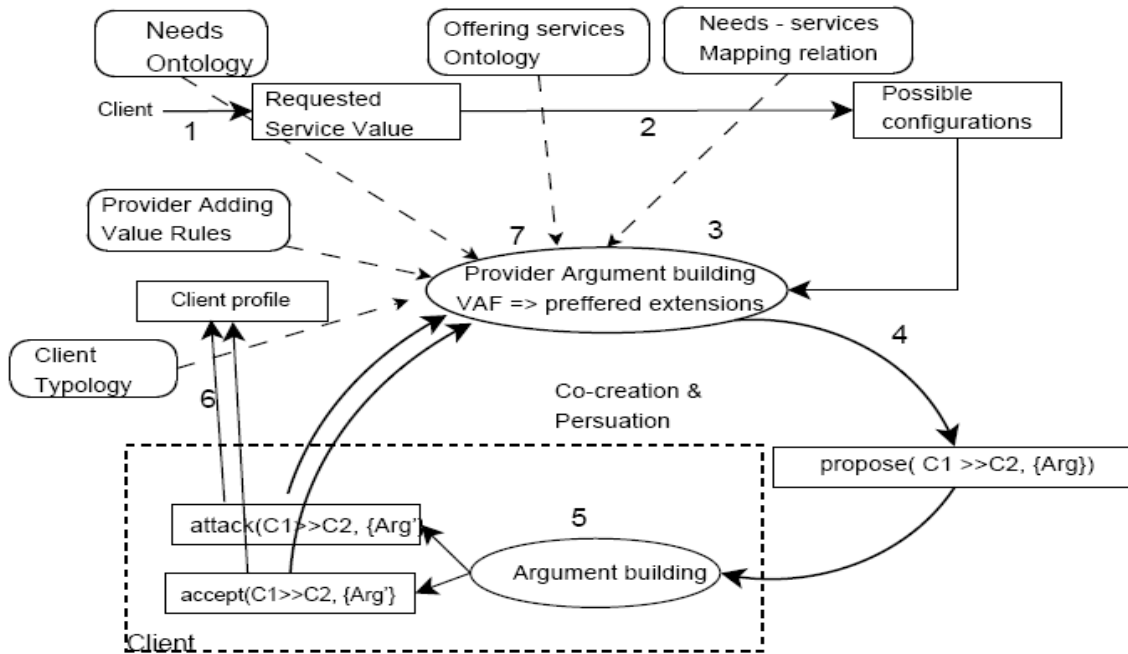 Needs
Ontology
Offering services
Ontology
Needs - services
Mapping relation
Client
1
Requested
Service Value
2
Possible
configurations
Provider Adding
Value Rules
7
3
Provider Argument building
VAF => preffered extensions
Client profile
4
Client
Typology
6
Co-creation &
Persuation
propose( C1 >>C2, {Arg})
attack(C1>>C2, {Arg'}
5
Argument building
accept(C1>>C2, {Arg'}
Client